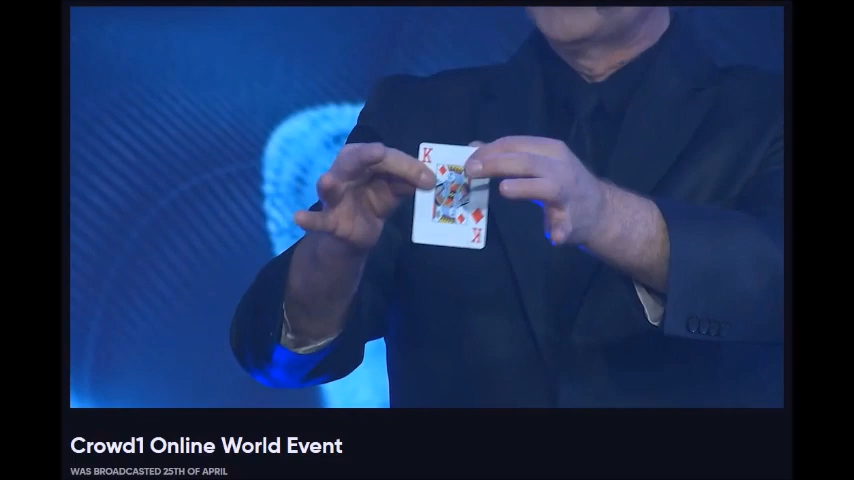 K
K
Crowd1 Online World Event
WAS BROADCASTED 25TH OF APRIL